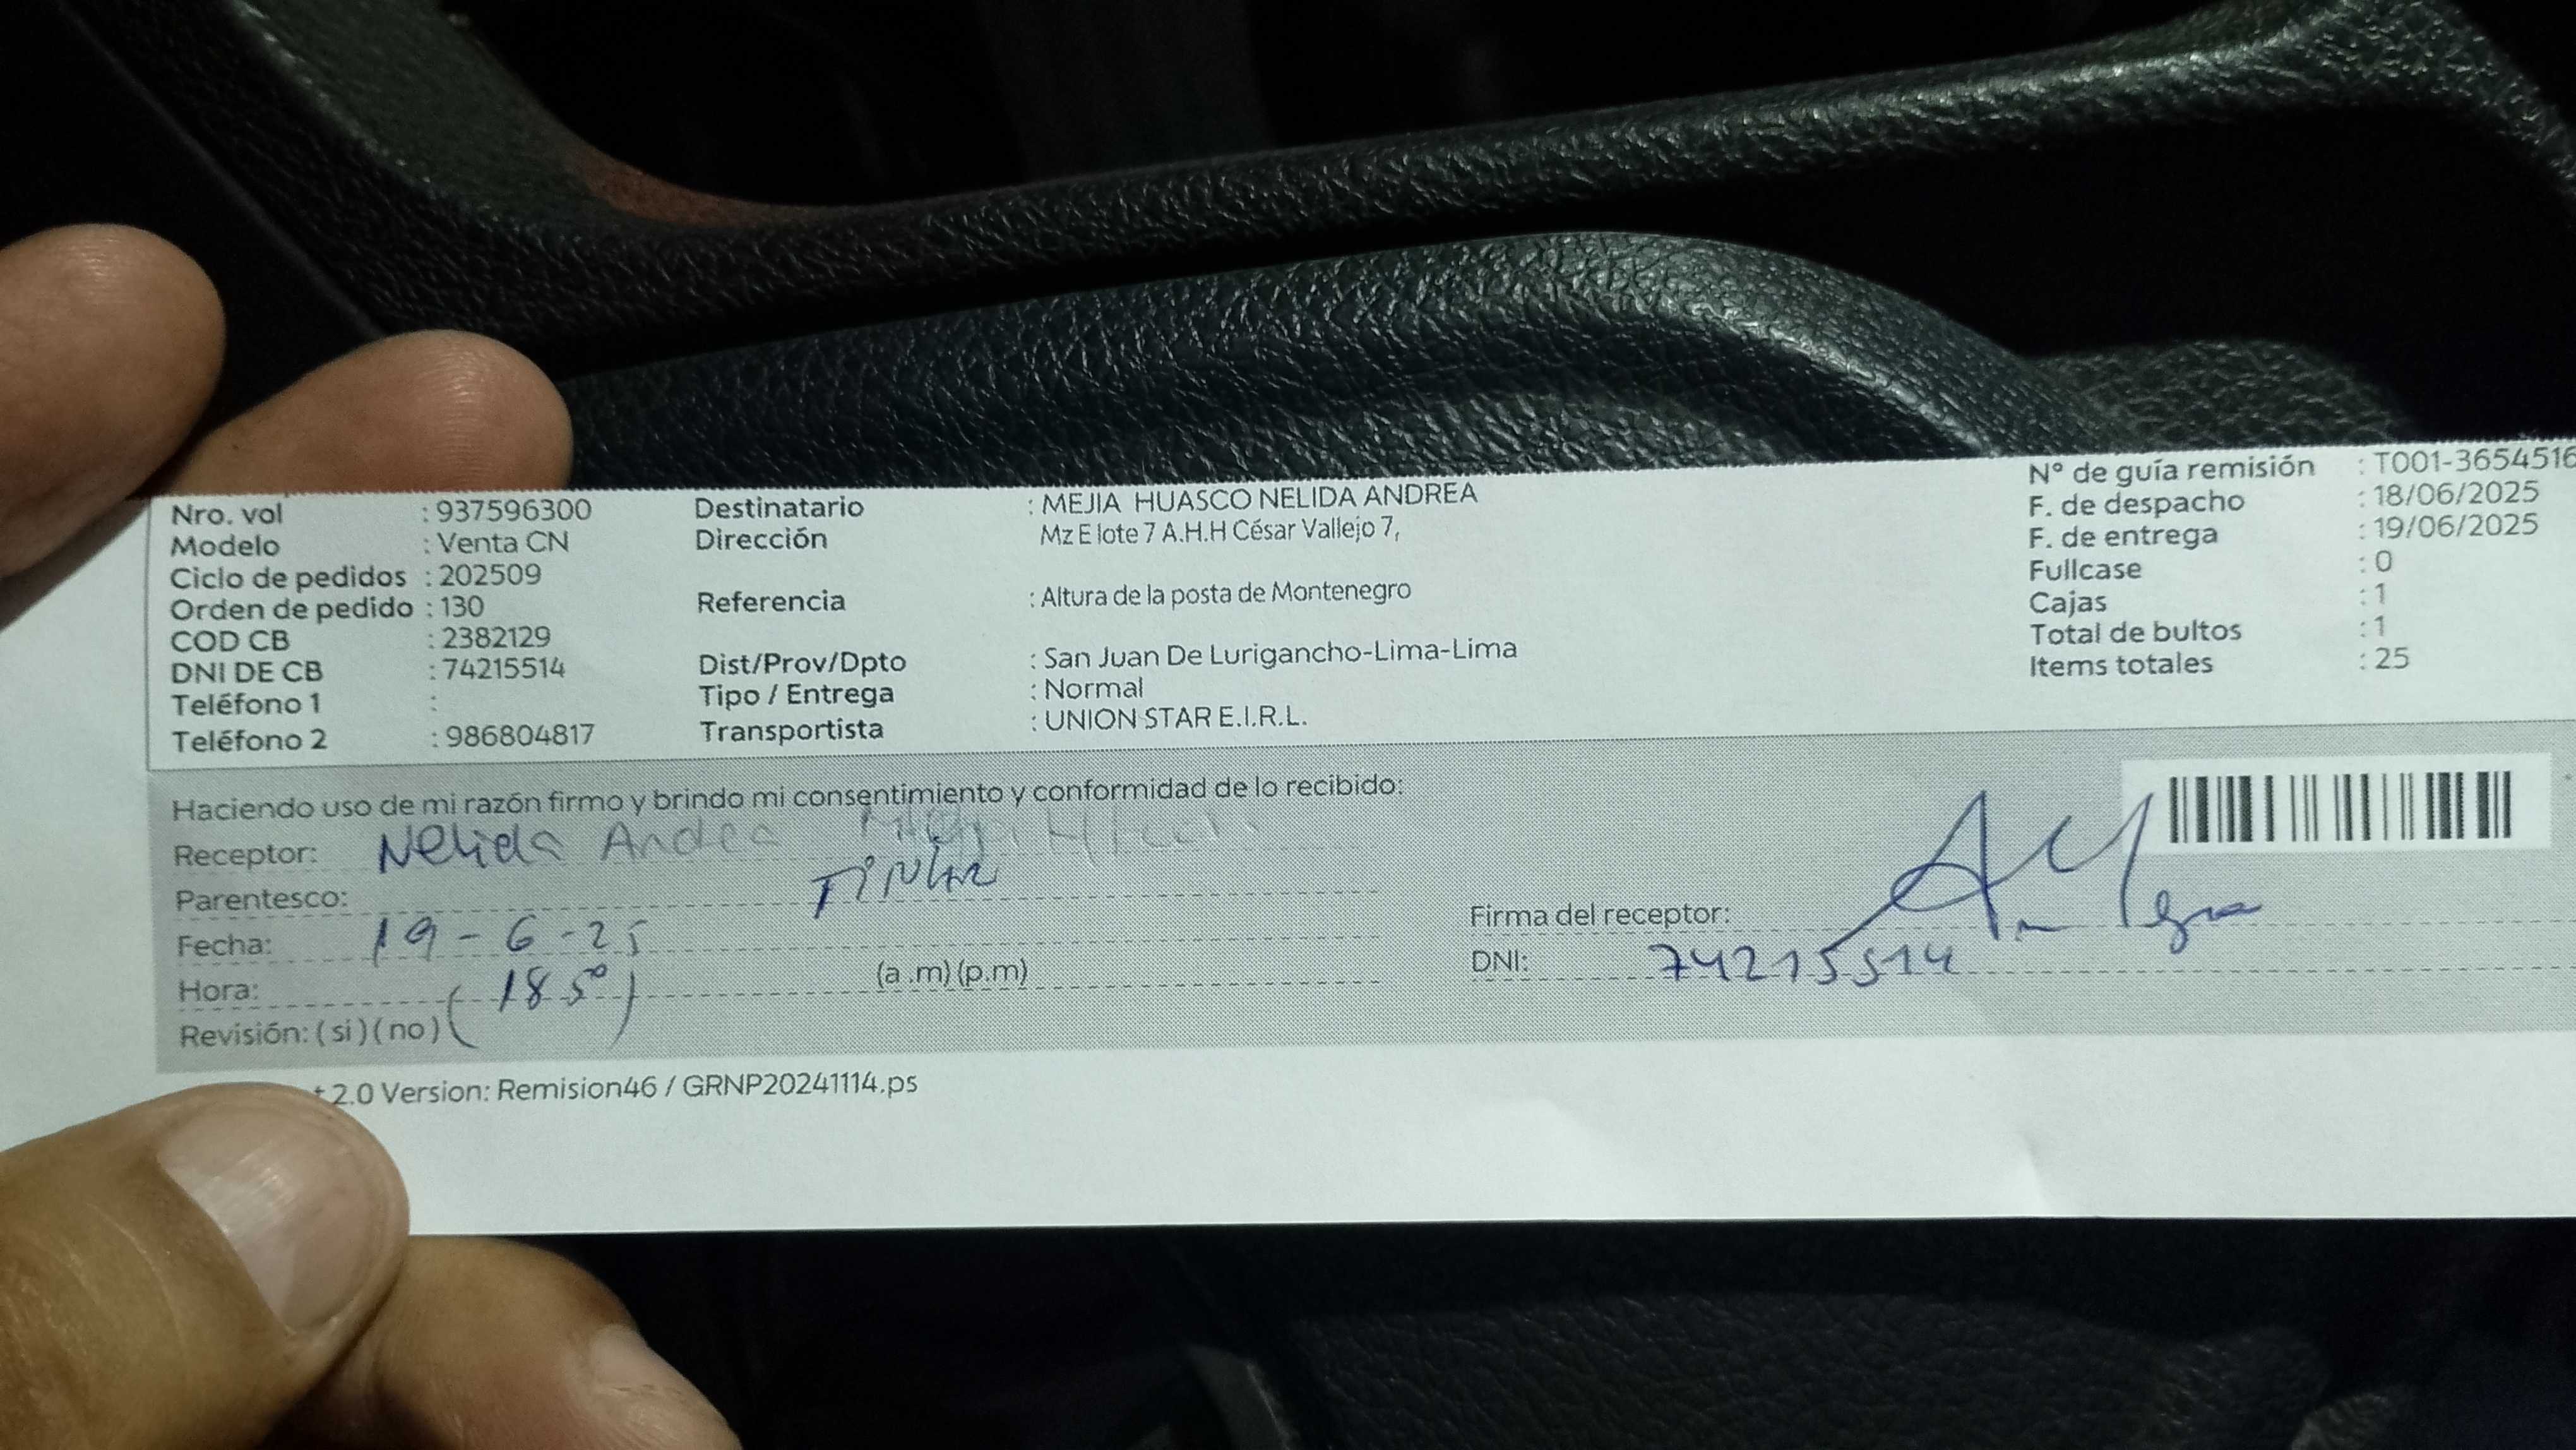 Nro. vol : 937596300
Modelo : Venta CN
Ciclo de pedidos : 202509
Orden de pedido : 130
COD CB : 2382129
DNI DE CB : 74215514
Teléfono 1 :
Teléfono 2 : 986804817
Destinatario : MEJIA HUASCO NELIDA ANDREA
Dirección Mz E lote 7 A.H.H César Vallejo 7,
Referencia : Altura de la posta de Montenegro
Dist/Prov/Dpto : San Juan De Lurigancho-Lima-Lima
Tipo / Entrega : Normal
Transportista : UNION STAR E.I.R.L.
N° de guía remisión : T001-3654516
F. de despacho : 18/06/2025
F. de entrega : 19/06/2025
Fullcase : 0
Cajas : 1
Total de bultos : 1
Items totales : 25
Haciendo uso de mi razón firmo y brindo mi consentimiento y conformidad de lo recibido:
Receptor: Nelida Andea
Parentesco:
Fecha: 19-6-25
Hora: (1850) (a.m)(p.m)
Revisión: (si)(no)
Firma del receptor:
DNI: 74215514
2.0 Version: Remision46 / GRNP20241114.ps